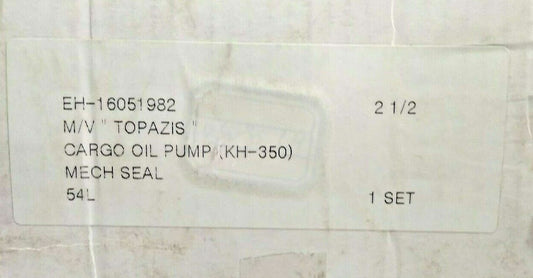 EH-16051982 2 1/2
M/V " TOPAZIS "
CARGO OIL PUMP (KH-350)
MECH SEAL
54L 1 SET